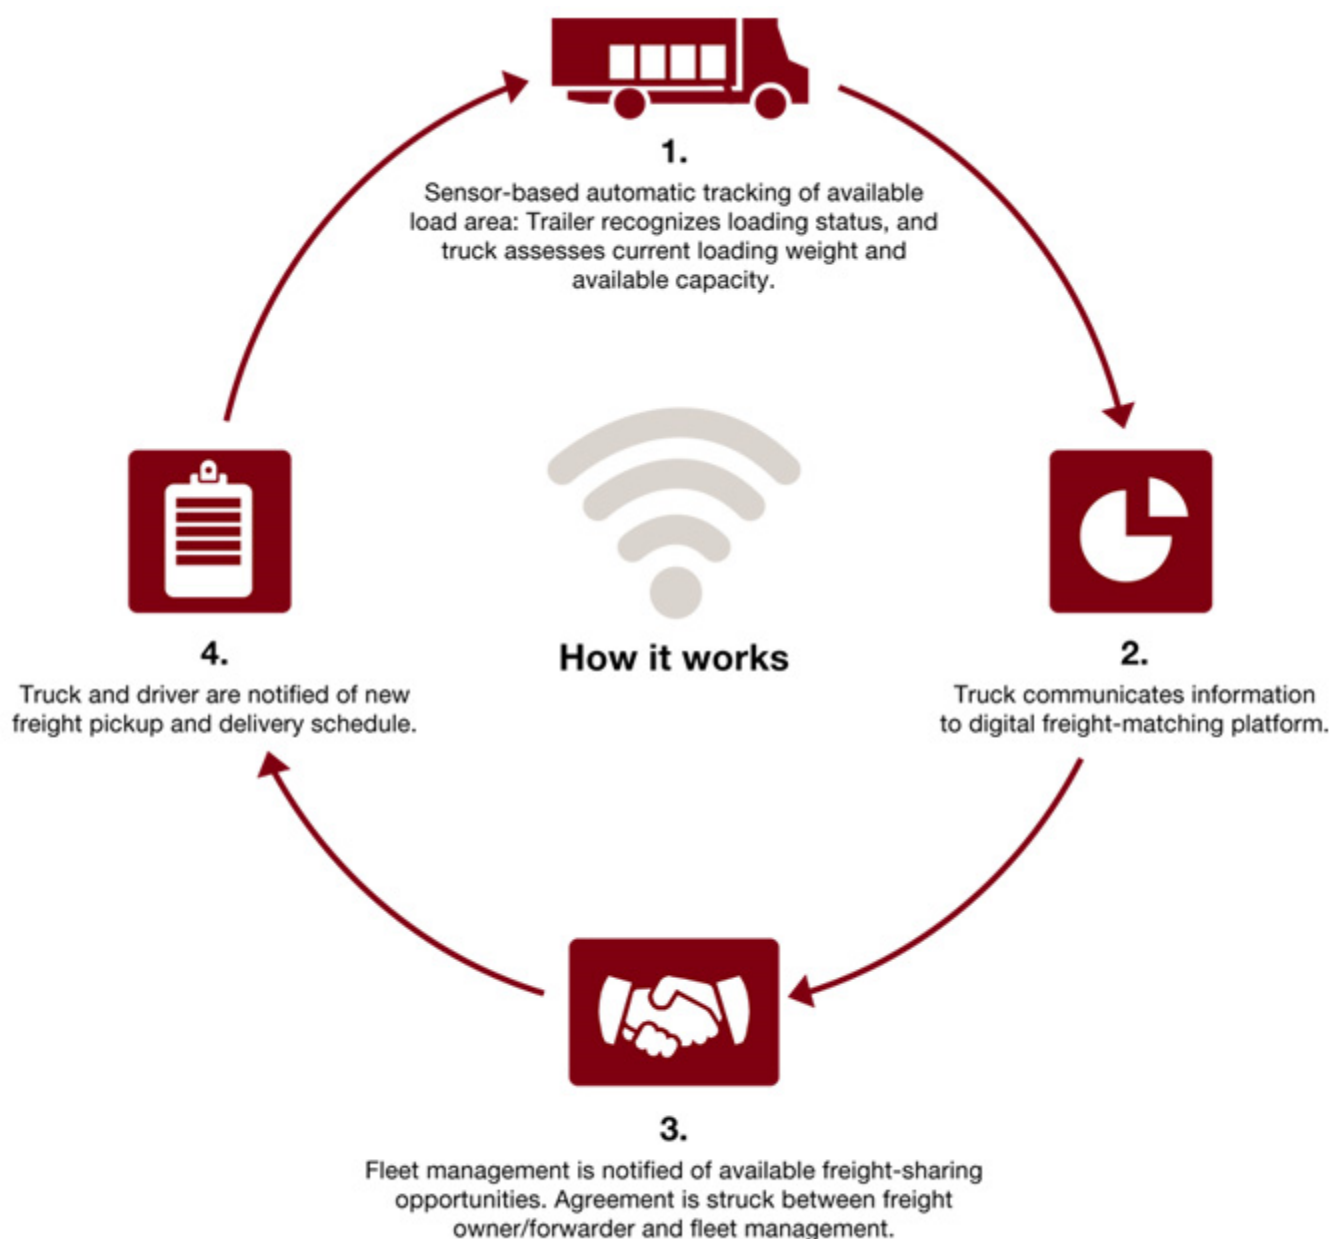 1.
Sensor-based automatic tracking of available
load area: Trailer recognizes loading status, and
truck assesses current loading weight and
available capacity.
How it works
2.
Truck communicates information
to digital freight-matching platform.
3.
Fleet management is notified of available freight-sharing
opportunities. Agreement is struck between freight
owner/forwarder and fleet management.
4.
Truck and driver are notified of new
freight pickup and delivery schedule.